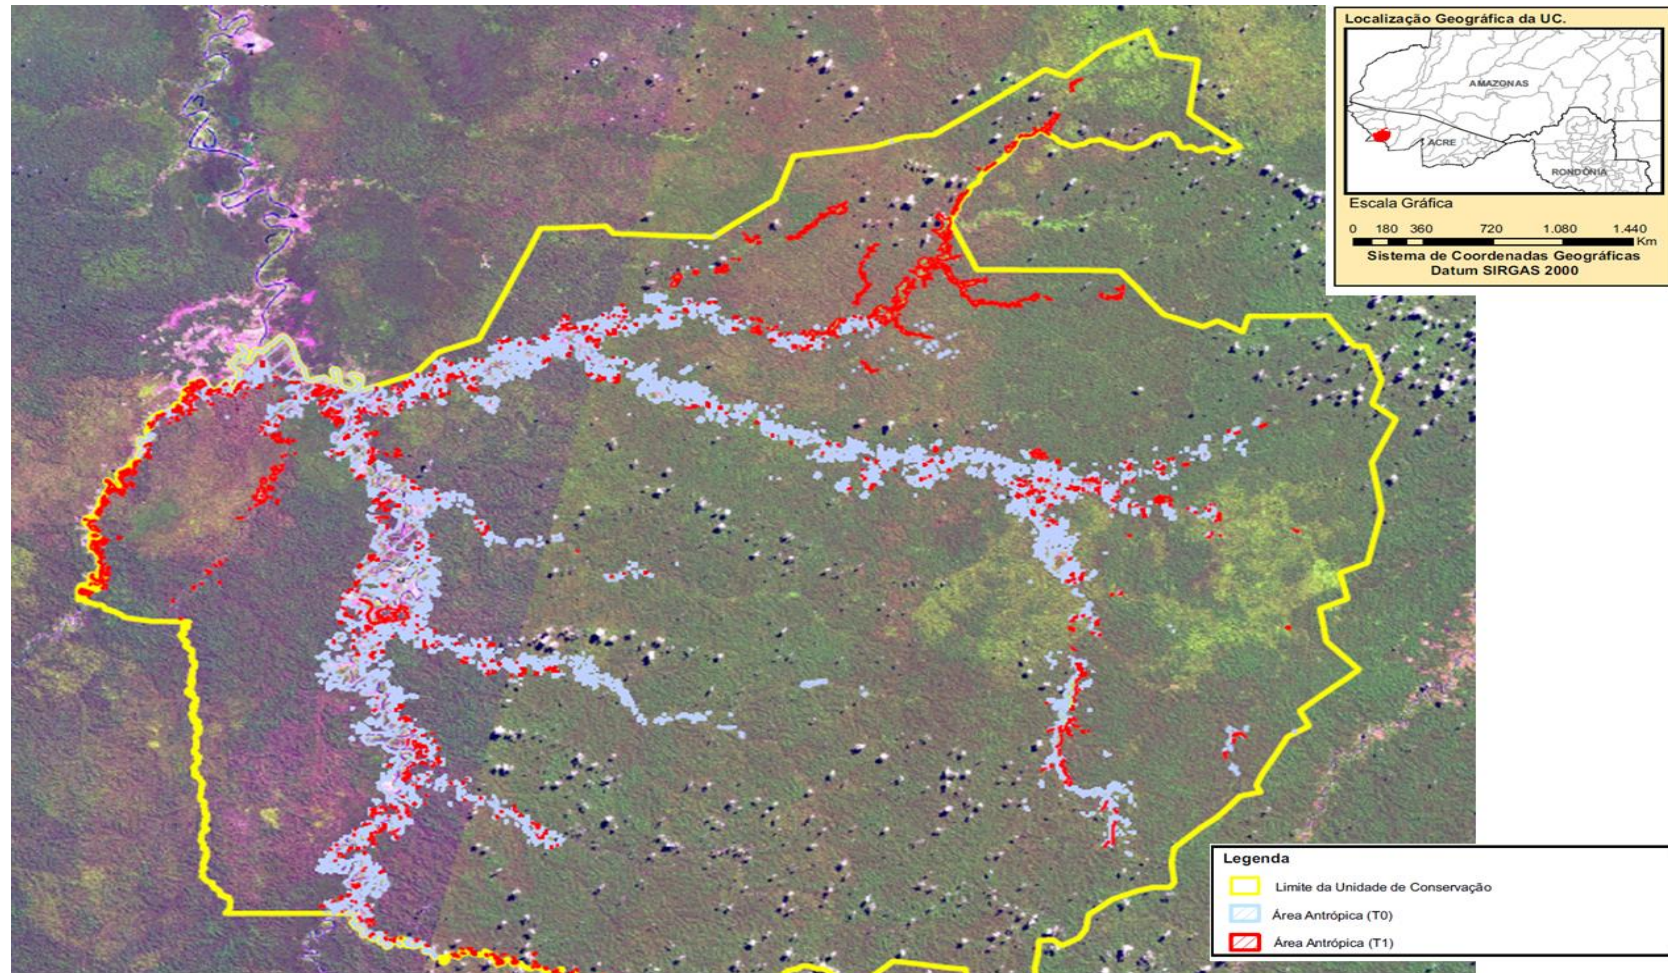 Localização Geográfica da UC.
AMAZONAS
ACRE
RONDÔNIA
Escala Gráfica
0 180 360 720 1.080 1.440
Km
Sistema de Coordenadas Geográficas
Datum SIRGAS 2000
Legenda
Limite da Unidade de Conservação
Área Antrópica (T0)
Área Antrópica (T1)